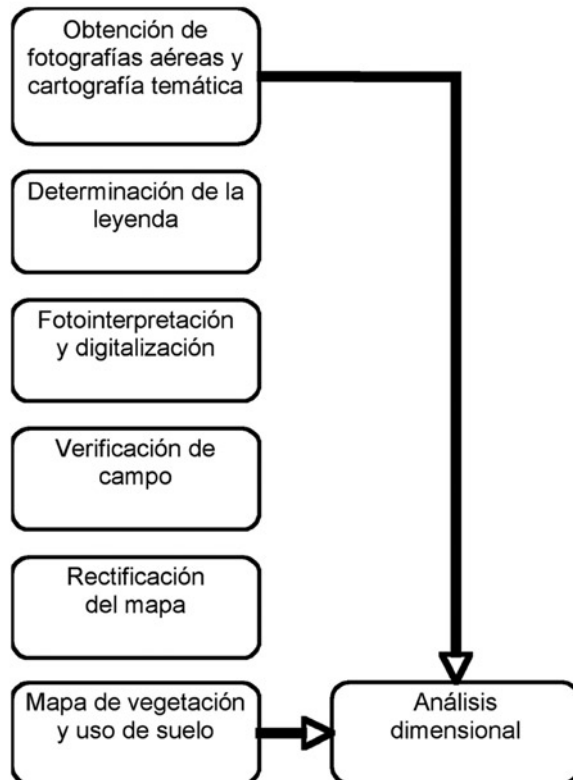 Obtención de
fotografías aéreas y
cartografía temática
Determinación de la
leyenda
Fotointerpretación
y digitalización
Verificación de
campo
Rectificación
del mapa
Mapa de vegetación
y uso de suelo
Análisis
dimensional